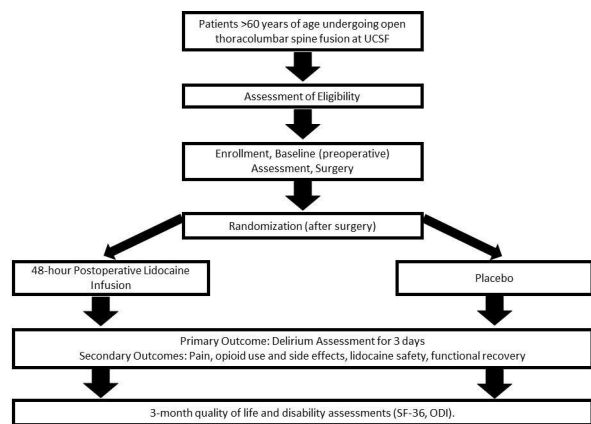 Patients >60 years of age undergoing open
thoracolumbar spine fusion at UCSF
Assessment of Eligibility
Enrollment, Baseline (preoperative)
Assessment, Surgery
Randomization (after surgery)
48-hour Postoperative Lidocaine
Infusion
Placebo
Primary Outcome: Delirium Assessment for 3 days
Secondary Outcomes: Pain, opioid use and side effects, lidocaine safety, functional recovery
3-month quality of life and disability assessments (SF-36, ODI).